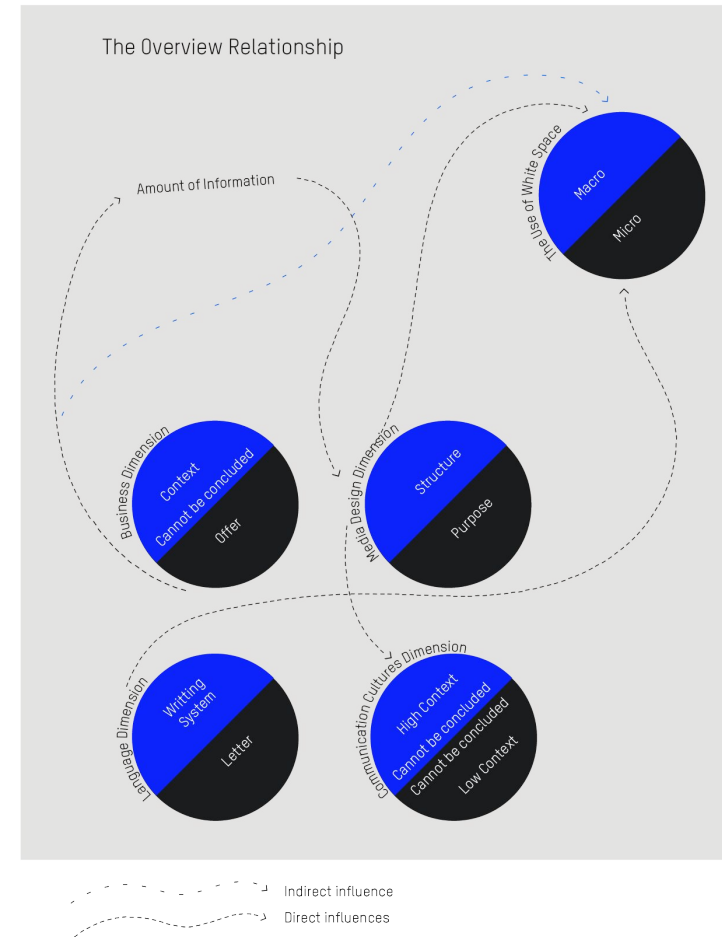 The Overview Relationship
The Use of White Space
Macro
Micro
Amount of Information
Business Dimension
Context
Cannot be concluded
Offer
Media Design Dimension
Structure
Purpose
Language Dimension
Writting
System
Letter
Communication Cultures Dimension
High Context
Cannot be concluded
Cannot be concluded
Low Context
Indirect influence
Direct influences